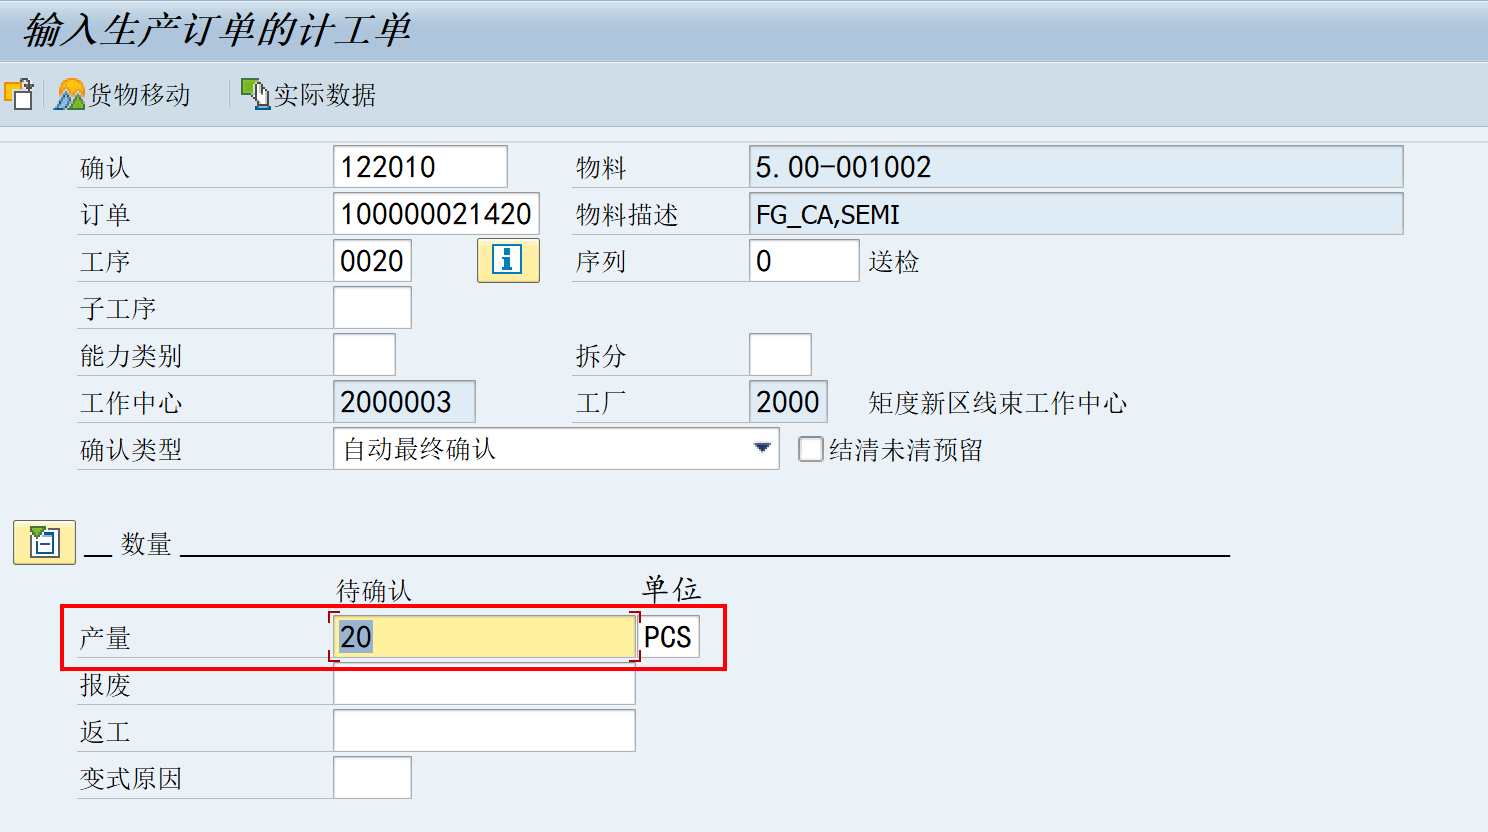 输入生产订单的计工单
货物移动 实际数据
确认 122010 物料 5.00-001002
订单 100000021420 物料描述 FG_CA,SEMI
工序 0020 序列 0 送检
子工序
能力类别 拆分
工作中心 2000003 工厂 2000 矩度新区线束工作中心
确认类型 自动最终确认 结清未清预留
数量
待确认 单位
产量 20 PCS
报废
返工
变式原因